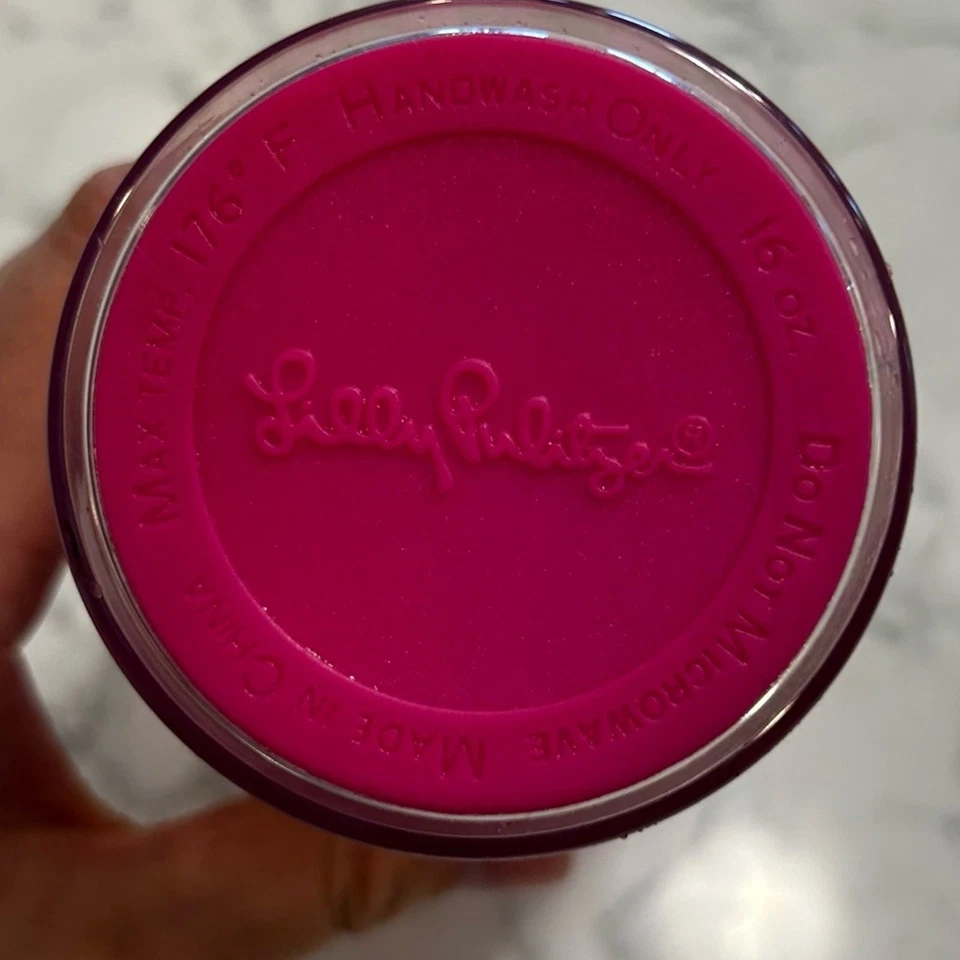 HANDWASH ONLY
16 OZ.
DO NOT MICROWAVE
MADE IN CHINA
MAX TEMP. 176° F
Lilly Pulitzer®